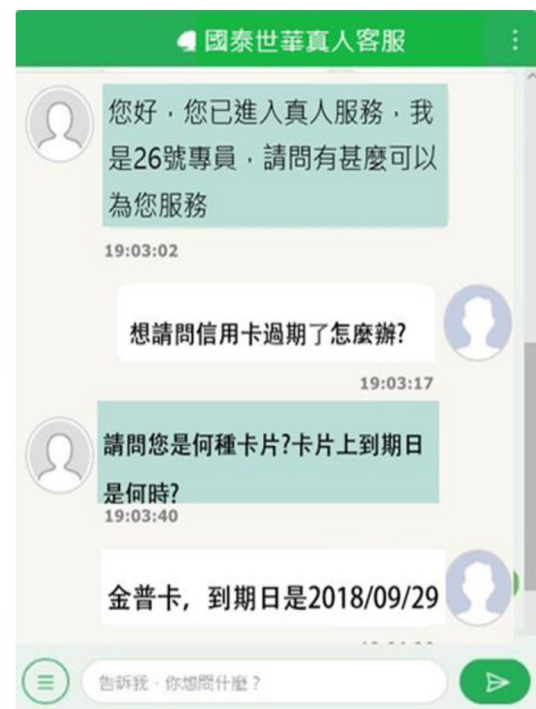 國泰世華真人客服
您好，您已進入真人服務，我
是26號專員，請問有甚麼可以
為您服務
19:03:02
想請問信用卡過期了怎麼辦?
19:03:17
請問您是何種卡片?卡片上到期日
是何時?
19:03:40
金普卡, 到期日是2018/09/29
告訴我，你想問什麼？